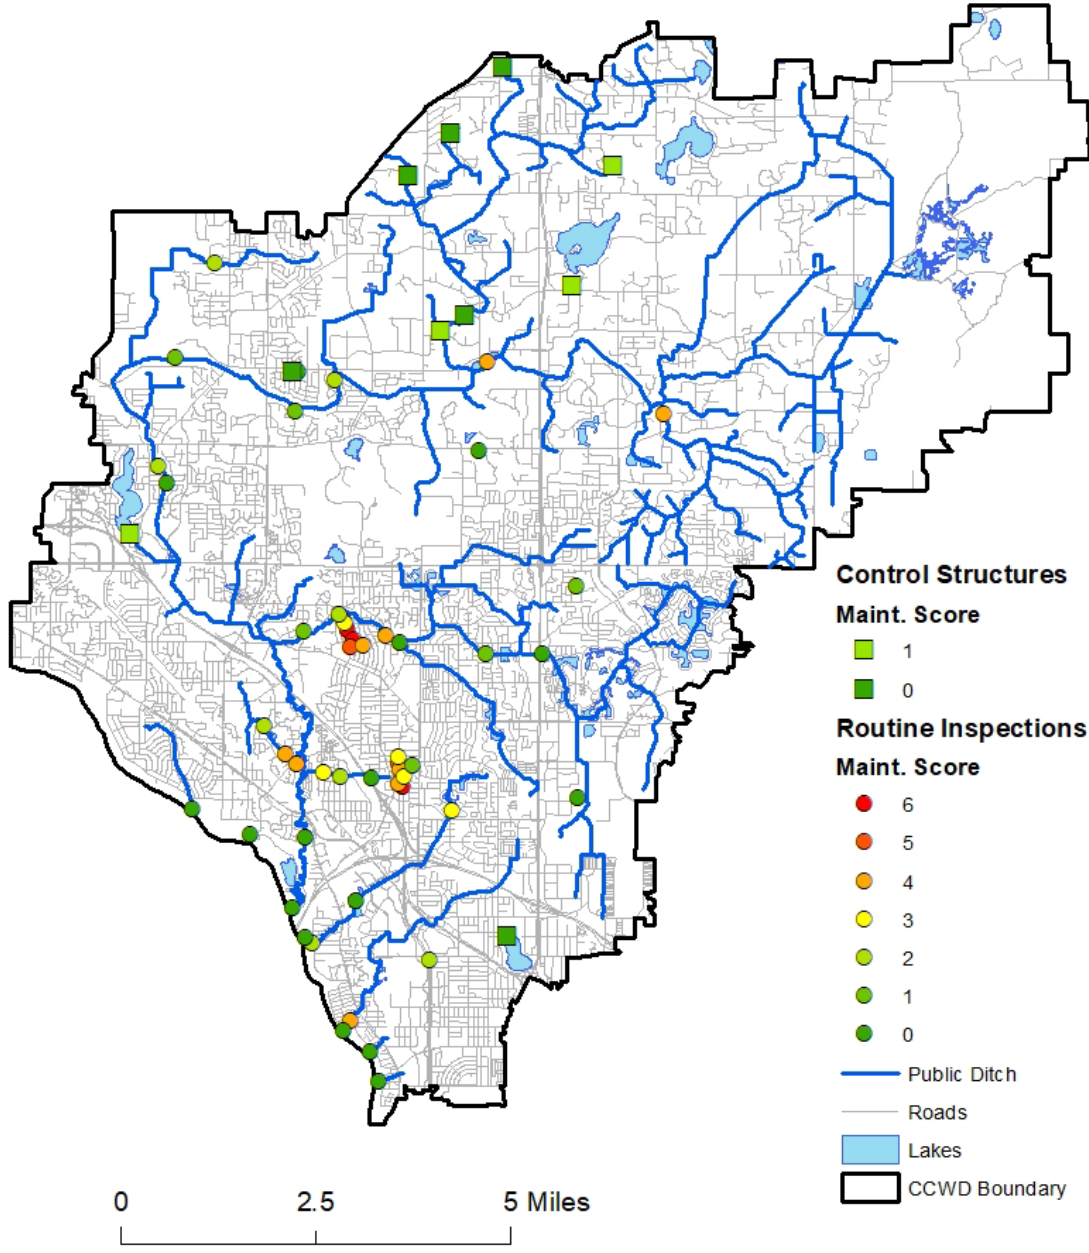 Control Structures
Maint. Score
1
0
Routine Inspections
Maint. Score
6
5
4
3
2
1
0
Public Ditch
Roads
Lakes
CCWD Boundary
0 2.5 5 Miles